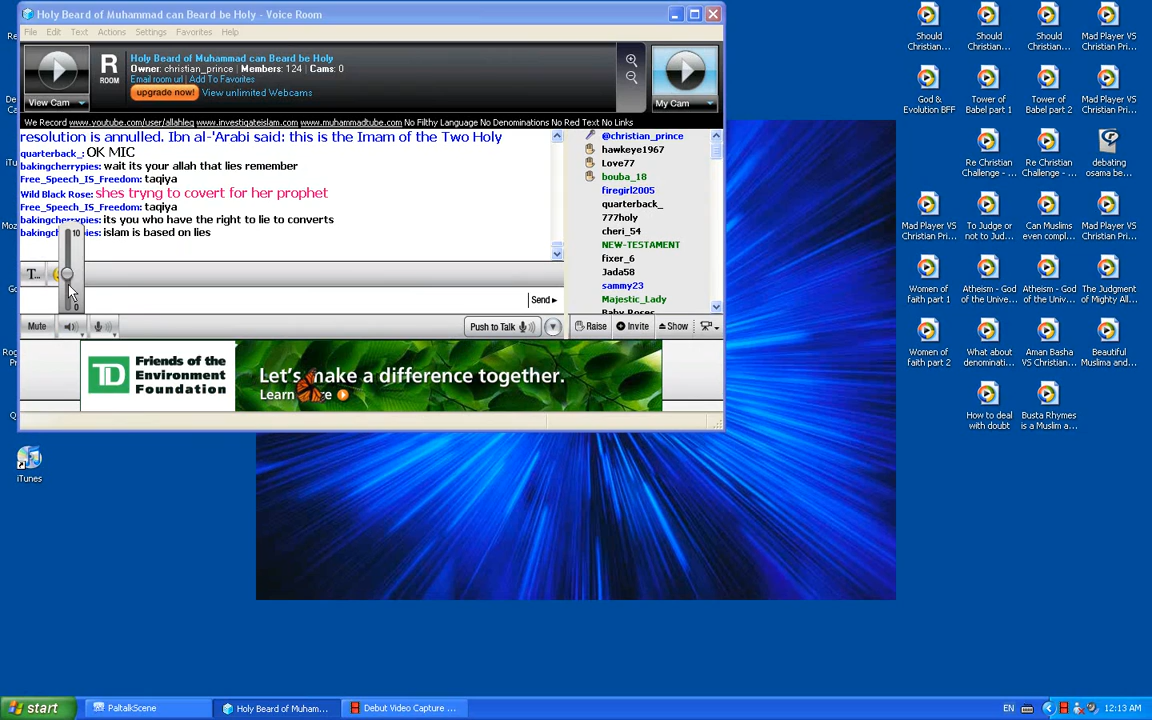 Holy Beard of Muhammad can Beard be Holy - Voice Room
File Edit Text Actions Settings Favorites Help
View Cam
R
ROOM
Holy Beard of Muhammad can Beard be Holy
Owner: christian_prince | Members: 124 | Cams: 0
Email room url | Add To Favorites
upgrade now! View unlimited Webcams
My Cam
We Record www.youtube.com/user/allahleg www.investigateislam.com www.muhammadtube.com No Filthy Language No Denominations No Red Text No Links
resolution is annulled. Ibn al-'Arabi said: this is the Imam of the Two Holy
quarterback_: OK MIC
bakingcherrypies: wait its your allah that lies remember
Free_Speech_IS_Freedom: taqiya
Wild Black Rose: shes tryng to covert for her prophet
Free_Speech_IS_Freedom: taqiya
bakingcherrypies: its you who have the right to lie to converts
islam is based on lies
10
0
T...
Send
Mute
Push to Talk
@christian_prince
hawkeye1967
Love77
bouba_18
firegirl2005
quarterback_
777holy
cheri_54
NEW-TESTAMENT
fixer_6
Jada58
sammy23
Majestic_Lady
Baby Roses
Raise Invite Show
TD
Friends of the
Environment
Foundation
Let's make a difference together.
Learn
iTunes
Should Christian...
Should Christian...
Should Christian...
Mad Player VS Christian Pri...
God & Evolution BFF
Tower of Babel part 1
Tower of Babel part 2
Mad Player VS Christian Pri...
Re Christian Challenge - ...
Re Christian Challenge - ...
debating osama be...
Mad Player VS Christian Pri...
To Judge or not to Jud...
Can Muslims even compl...
Mad Player VS Christian Pri...
Women of faith part 1
Atheism - God of the Unive...
Atheism - God of the Univ...
The Judgment of Mighty All...
Women of faith part 2
What about denominati...
Aman Basha VS Christian...
Beautiful Muslima and...
How to deal with doubt
Busta Rhymes is a Muslim a...
start
PaltalkScene
Holy Beard of Muham...
Debut Video Capture ...
EN
12:13 AM